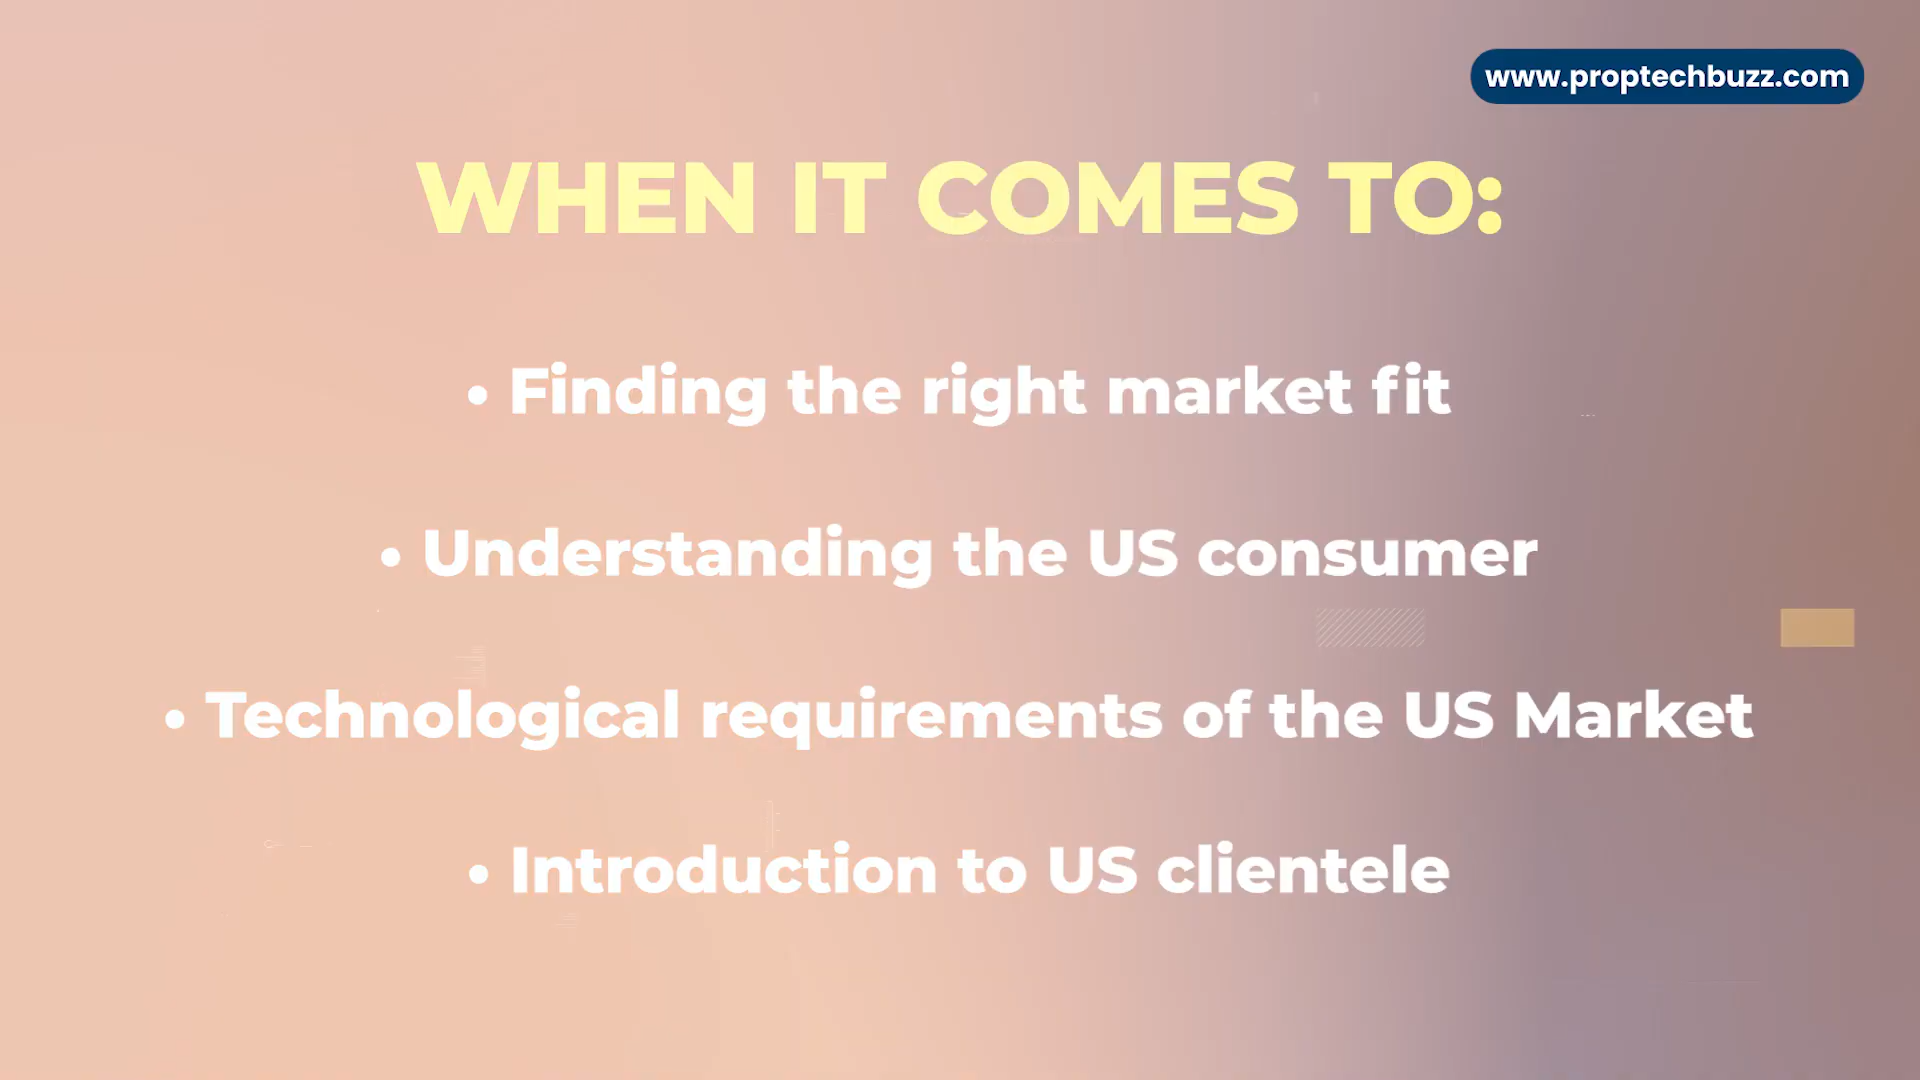 www.proptechbuzz.com
WHEN IT COMES TO:
• Finding the right market fit
• Understanding the US consumer
• Technological requirements of the US Market
• Introduction to US clientele